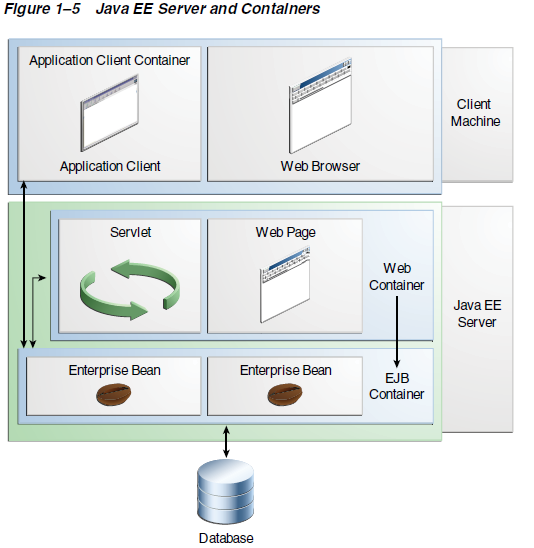 Figure 1–5 Java EE Server and Containers
Application Client Container
Application Client
Web Browser
Client
Machine
Servlet
Web Page
Web
Container
Java EE
Server
Enterprise Bean
Enterprise Bean
EJB
Container
Database